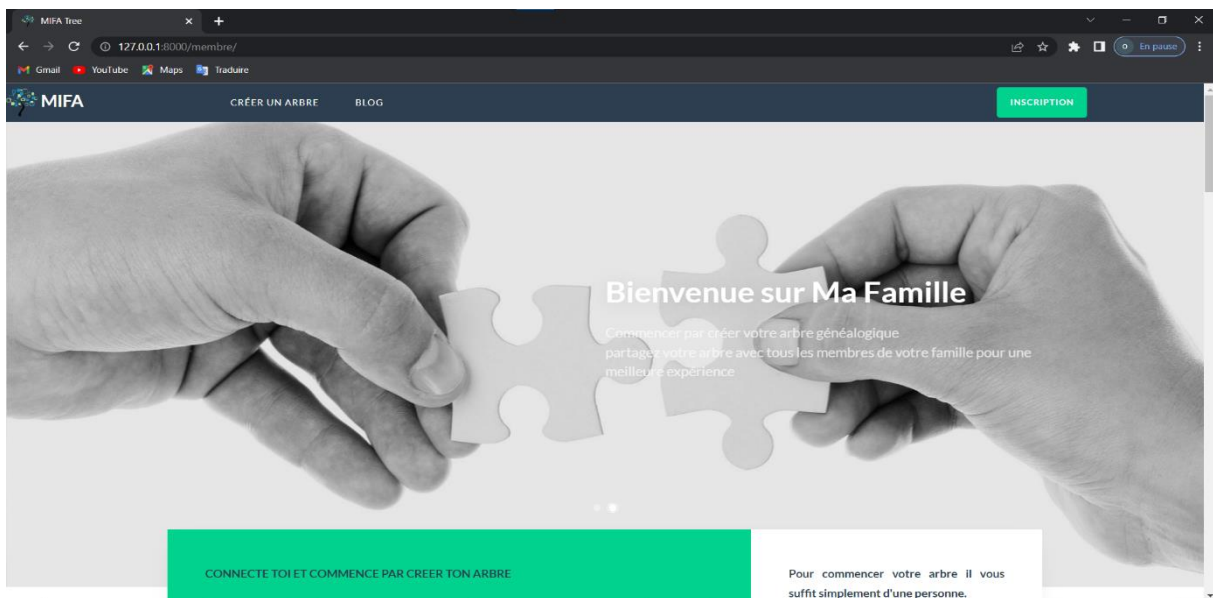 MIFA Tree
127.0.0.1:8000/membre/
En pause
Gmail YouTube Maps Traduire
MIFA
CRÉER UN ARBRE
BLOG
INSCRIPTION
Bienvenue sur Ma Famille
Commencer par créer votre arbre généalogique
partagez votre arbre avec tous les membres de votre famille pour une
meilleure expérience
CONNECTE TOI ET COMMENCE PAR CREER TON ARBRE
Pour commencer votre arbre il vous
suffit simplement d'une personne.